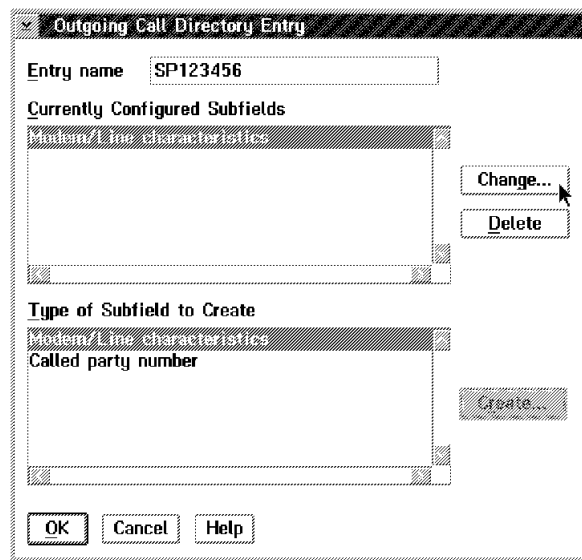 Outgoing Call Directory Entry
Entry name SP123456
Currently Configured Subfields
Modem/Line characteristics
Change...
Delete
Type of Subfield to Create
Modem/Line characteristics
Called party number
Create...
OK Cancel Help